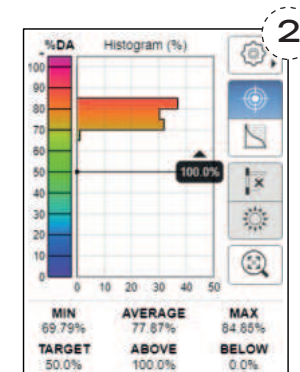 2
%DA Histogram (%)
100
90
80
70
60
50
40
30
20
10
0
100.0%
0 10 20 30 40 50
MIN AVERAGE MAX
69.79% 77.87% 84.85%
TARGET ABOVE BELOW
50.0% 100.0% 0.0%